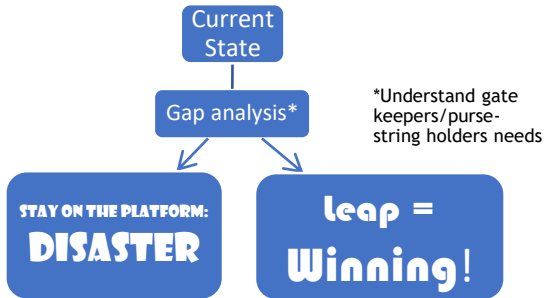 Current
State
Gap analysis*
*Understand gate
keepers/purse-
string holders needs
STAY ON THE PLATFORM:
DISASTER
Leap =
Winning!